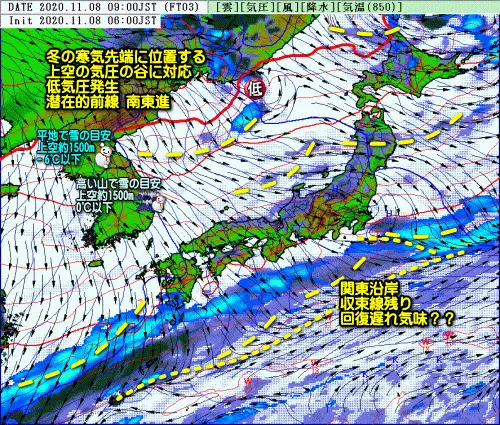 DATE 2020.11.08 09:00JST (FT03) [雲][気圧][風][降水][気温(850)]
Init 2020.11.08 06:00JST
冬の寒気先端に位置する
上空の気圧の谷に対応
低気圧発生
潜在的前線 南東進
低
平地で雪の目安
上空約1500m
-6℃以下
高い山で雪の目安
上空約1500m
0℃以下
関東沿岸
収束線残り
回復遅れ気味??
W
W
W